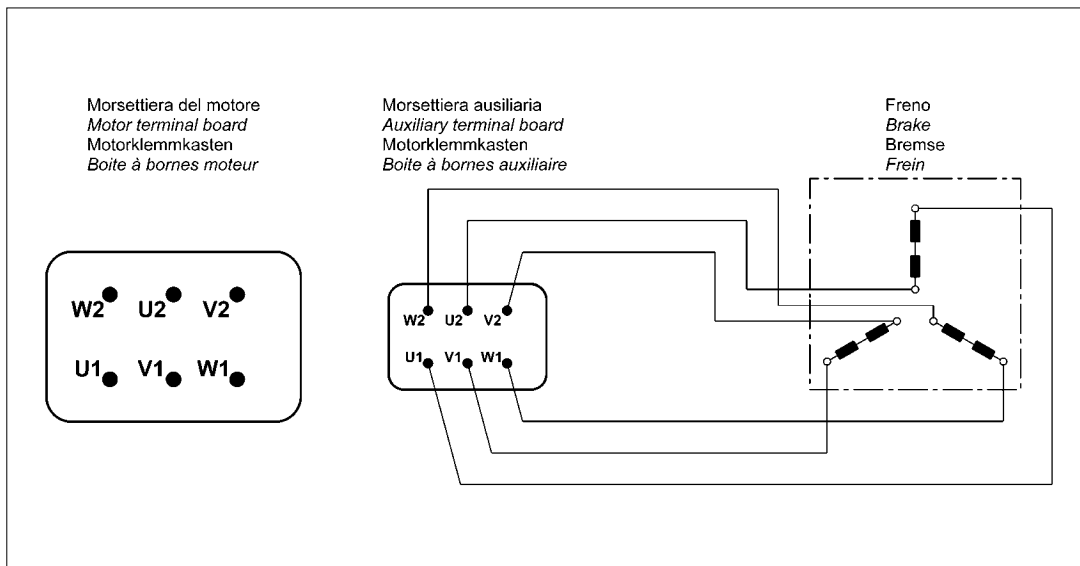 Morsettiera del motore
Motor terminal board
Motorklemmkasten
Boite à bornes moteur
Morsettiera ausiliaria
Auxiliary terminal board
Motorklemmkasten
Boite à bornes auxiliaire
Freno
Brake
Bremse
Frein
W2 U2 V2
U1 V1 W1
W2 U2 V2
U1 V1 W1